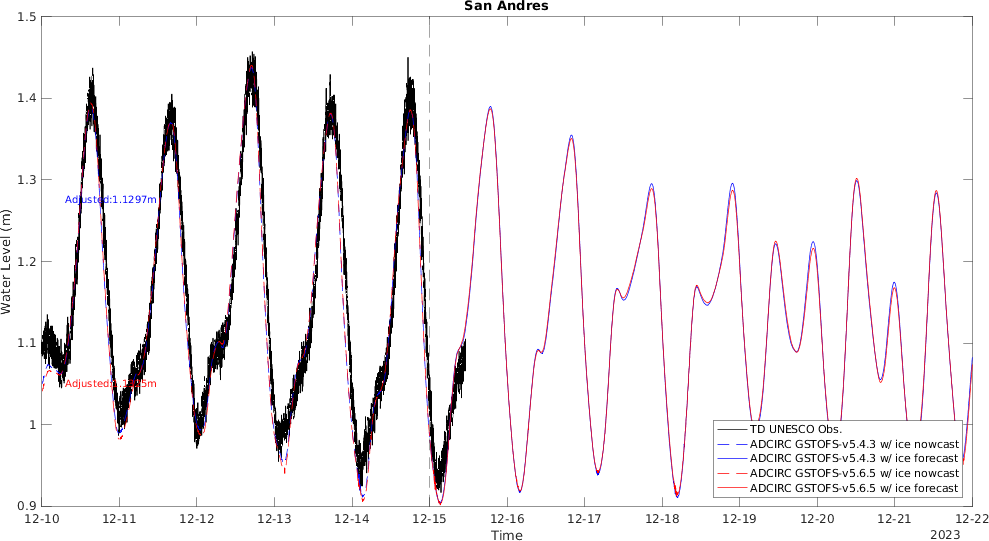 San Andres
1.5
1.4
1.3
1.2
1.1
1
0.9
Water Level (m)
Adjusted:1.1297m
TD UNESCO Obs.
ADCIRC GSTOFS-v5.4.3 w/ ice nowcast
ADCIRC GSTOFS-v5.4.3 w/ ice forecast
ADCIRC GSTOFS-v5.6.5 w/ ice nowcast
ADCIRC GSTOFS-v5.6.5 w/ ice forecast
12-10 12-11 12-12 12-13 12-14 12-15 12-16 12-17 12-18 12-19 12-20 12-21 12-22
Time
2023